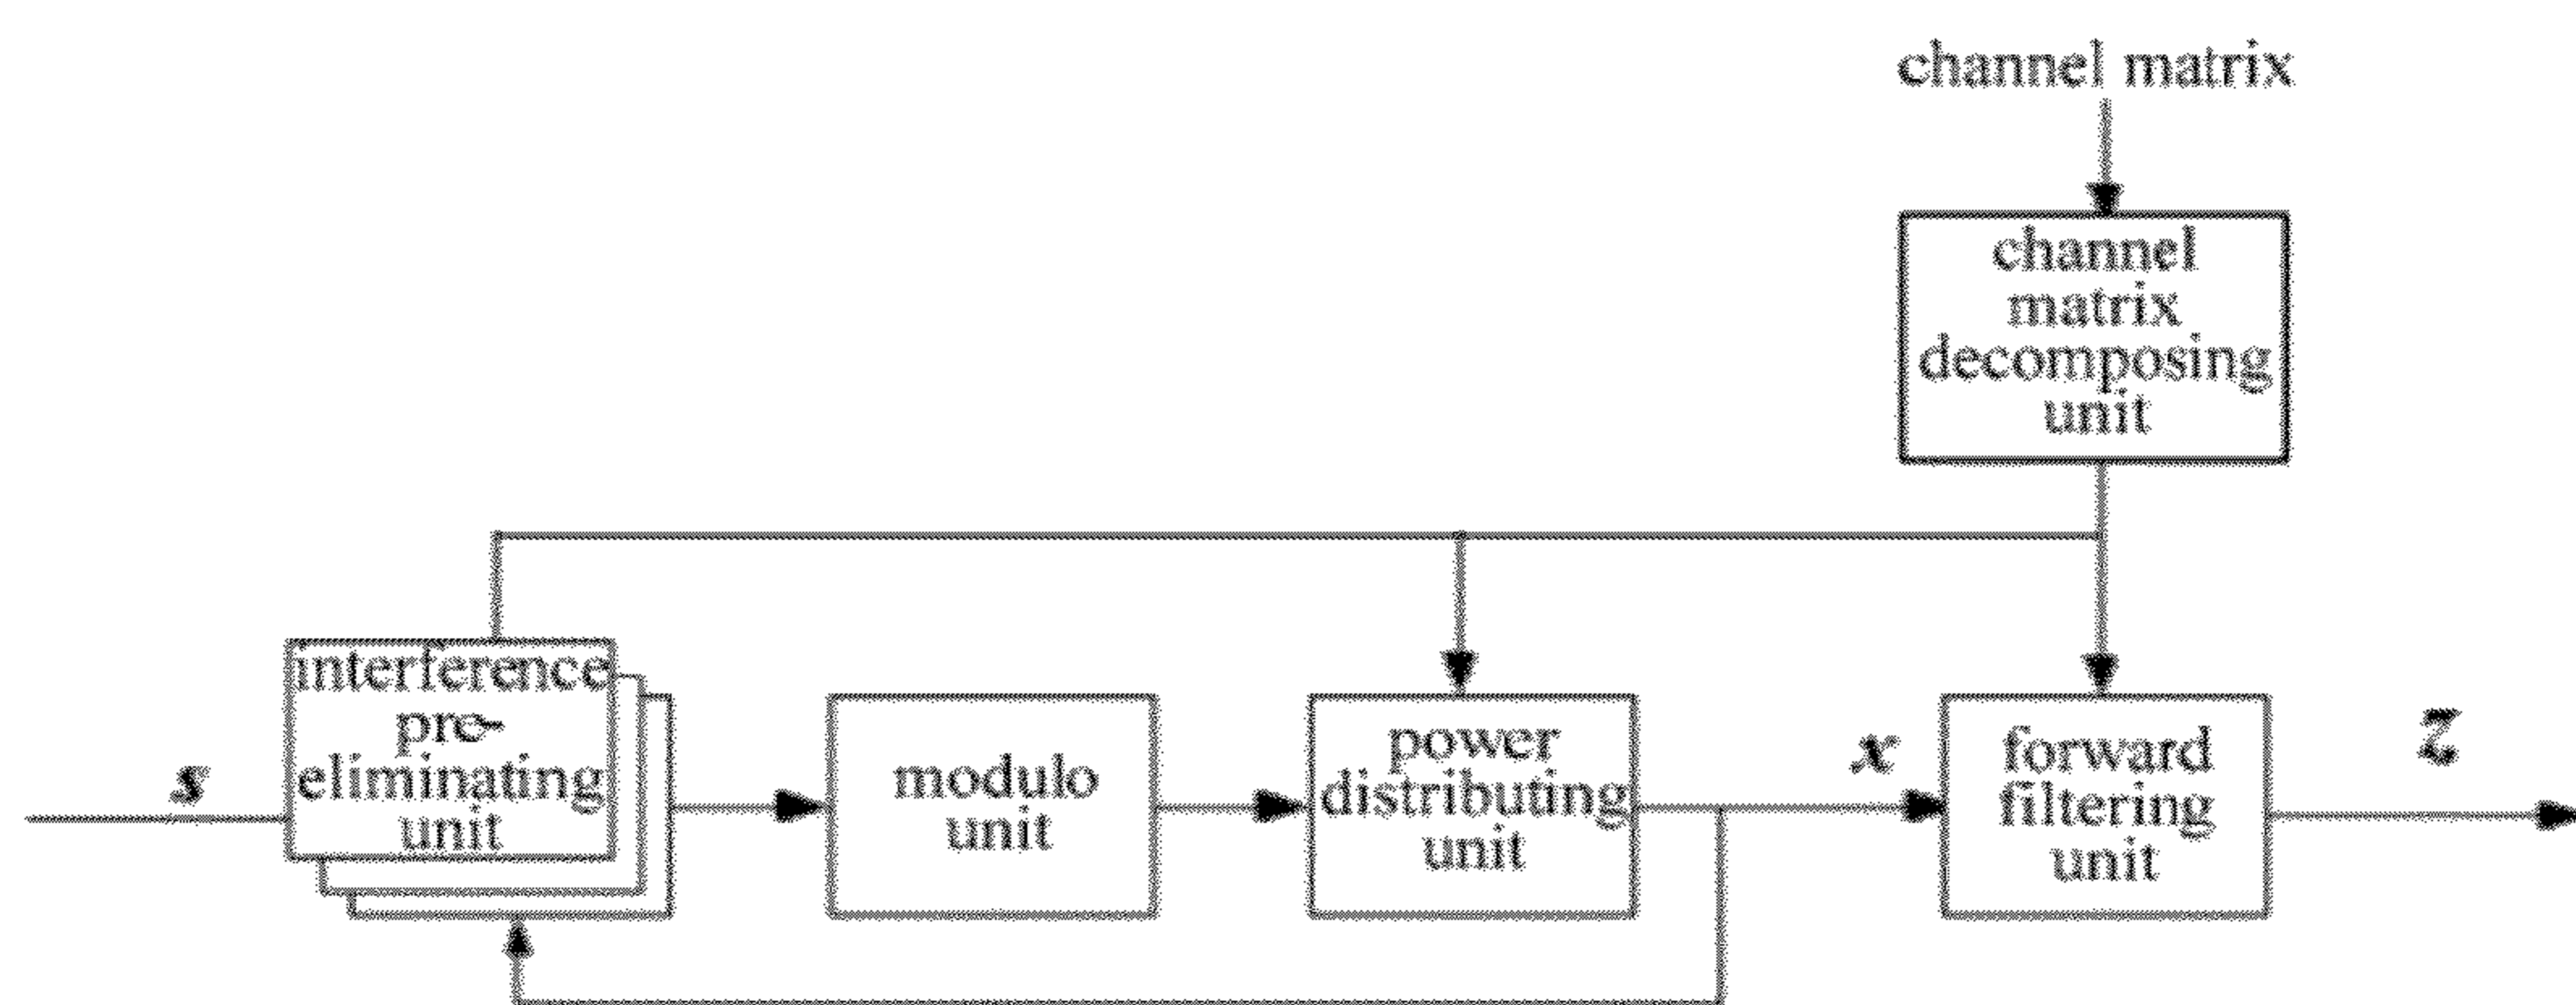 channel matrix
channel
matrix
decomposing
unit
interference
pre-
eliminating
unit
s
modulo
unit
power
distributing
unit
x
forward
filtering
unit
Z